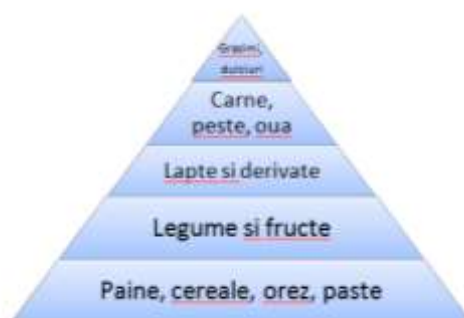 Grasimi,
dulciuri
Carne,
peste, oua
Lapte si derivate
Legume si fructe
Paine, cereale, orez, paste